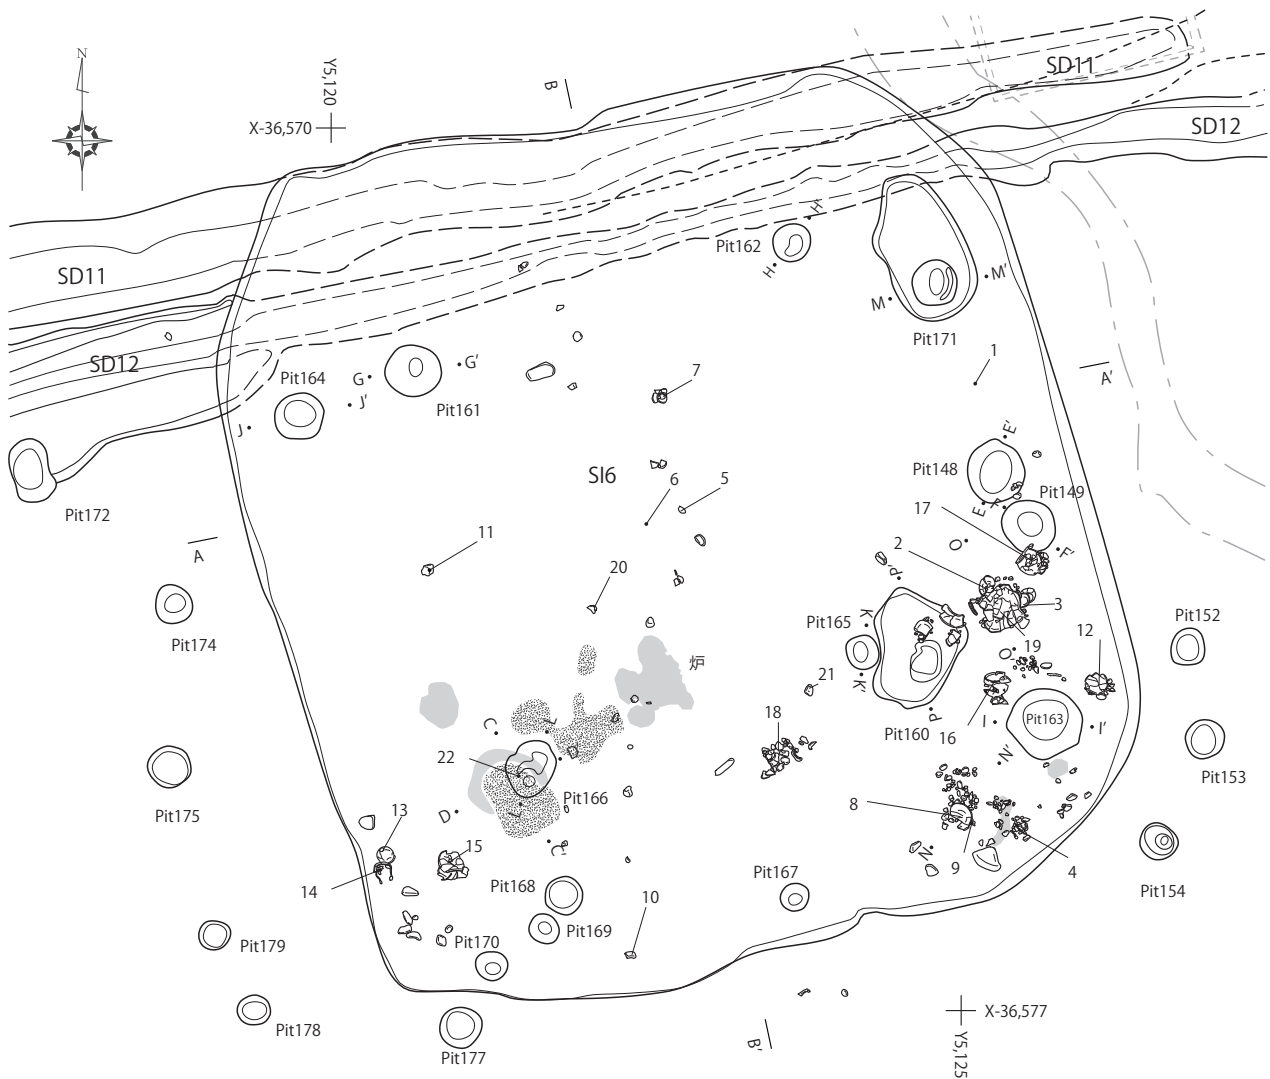 N
Y5,120
X-36,570
B
SD11
SD12
H'
Pit162
H
SD11
M'
M
Pit171
SD12
1
A'
Pit164
G
G'
J'
Pit161
J
7
E'
SI6
Pit148
6
5
Pit149
Pit172
E
F
17
11
A
O
F'
2
20
P'
3
Pit165
K
19
12
Pit152
Pit174
炉
O'
21
K'
Pit160
P
16
I
Pit163
I'
18
C
L'
N'
22
Pit153
Pit166
Pit175
D
L
8
13
C'
15
N
9
4
14
Pit168
Pit167
Pit154
10
Pit179
Pit170
Pit169
X-36,577
Pit178
Pit177
B'
Y5,125